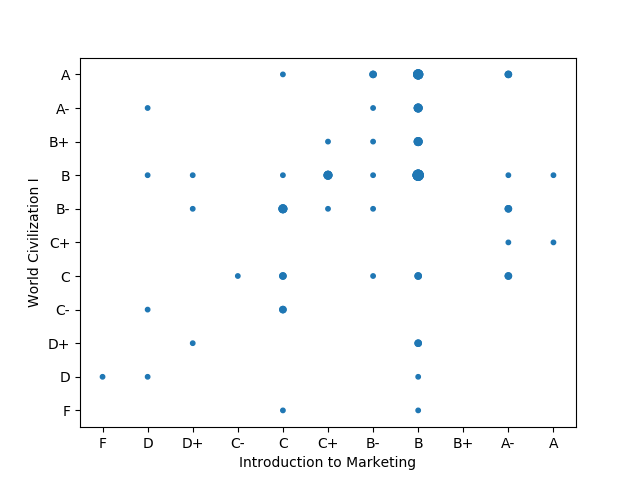 A
A-
B+
B
B-
C+
C
C-
D+
D
F
World Civilization I
F D D+ C- C C+ B- B B+ A- A
Introduction to Marketing